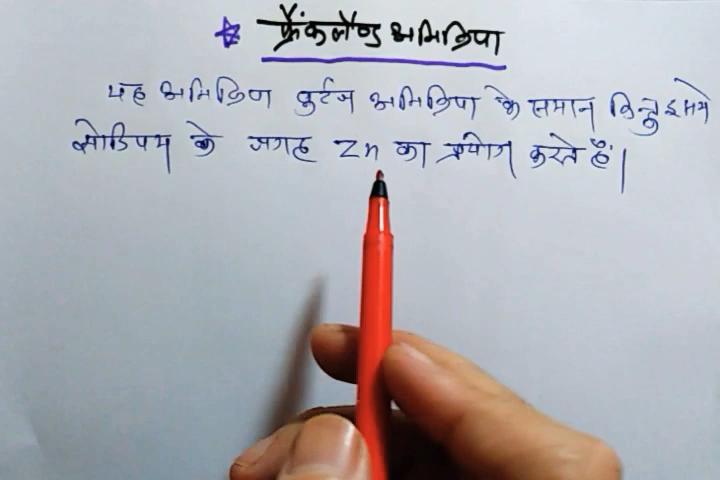 फ्रैंकलैण्ड अभिक्रिया
यह अभिक्रिया वुर्टज अभिक्रिया के समान किन्तु इसमे
सोडियम के जगह Zn का प्रयोग करते हैं।